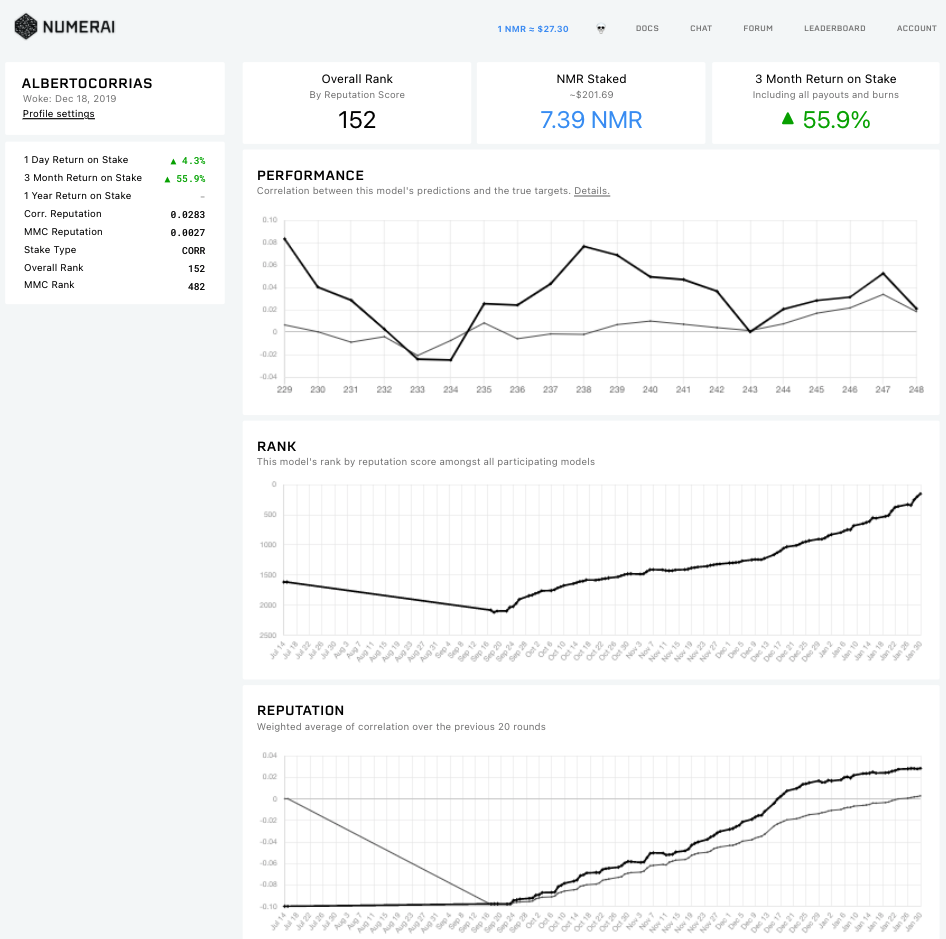 NUMERAI
1 NMR = $27.30
DOCS
CHAT
FORUM
LEADERBOARD
ACCOUNT
ALBERTOCORRIAS
Woke: Dec 18, 2019
Profile settings
1 Day Return on Stake ▲ 4.3%
3 Month Return on Stake ▲ 55.9%
1 Year Return on Stake –
Corr. Reputation 0.0283
MMC Reputation 0.0027
Stake Type CORR
Overall Rank 152
MMC Rank 482
Overall Rank
By Reputation Score
152
NMR Staked
~$201.69
7.39 NMR
3 Month Return on Stake
Including all payouts and burns
▲ 55.9%
PERFORMANCE
Correlation between this model's predictions and the true targets. Details.
0.10
0.08
0.06
0.04
0.02
0
-0.02
-0.04
229 230 231 232 233 234 235 236 237 238 239 240 241 242 243 244 245 246 247 248
RANK
This model's rank by reputation score amongst all participating models
0
500
1000
1500
2000
2500
Jul 14 Jul 18 Jul 22 Jul 26 Jul 30 Aug 3 Aug 7 Aug 11 Aug 15 Aug 19 Aug 23 Aug 27 Aug 31 Sep 4 Sep 8 Sep 12 Sep 16 Sep 20 Sep 24 Sep 28 Oct 2 Oct 6 Oct 10 Oct 14 Oct 18 Oct 22 Oct 26 Oct 30 Nov 3 Nov 7 Nov 11 Nov 15 Nov 19 Nov 23 Nov 27 Dec 1 Dec 5 Dec 9 Dec 13 Dec 17 Dec 21 Dec 25 Dec 29 Jan 2 Jan 6 Jan 10 Jan 14 Jan 18 Jan 22 Jan 26 Jan 30
REPUTATION
Weighted average of correlation over the previous 20 rounds
0.04
0.02
0
-0.02
-0.04
-0.06
-0.08
-0.10
Jul 14 Jul 18 Jul 22 Jul 26 Jul 30 Aug 3 Aug 7 Aug 11 Aug 15 Aug 19 Aug 23 Aug 27 Aug 31 Sep 4 Sep 8 Sep 12 Sep 16 Sep 20 Sep 24 Sep 28 Oct 2 Oct 6 Oct 10 Oct 14 Oct 18 Oct 22 Oct 26 Oct 30 Nov 3 Nov 7 Nov 11 Nov 15 Nov 19 Nov 23 Nov 27 Dec 1 Dec 5 Dec 9 Dec 13 Dec 17 Dec 21 Dec 25 Dec 29 Jan 2 Jan 6 Jan 10 Jan 14 Jan 18 Jan 22 Jan 26 Jan 30